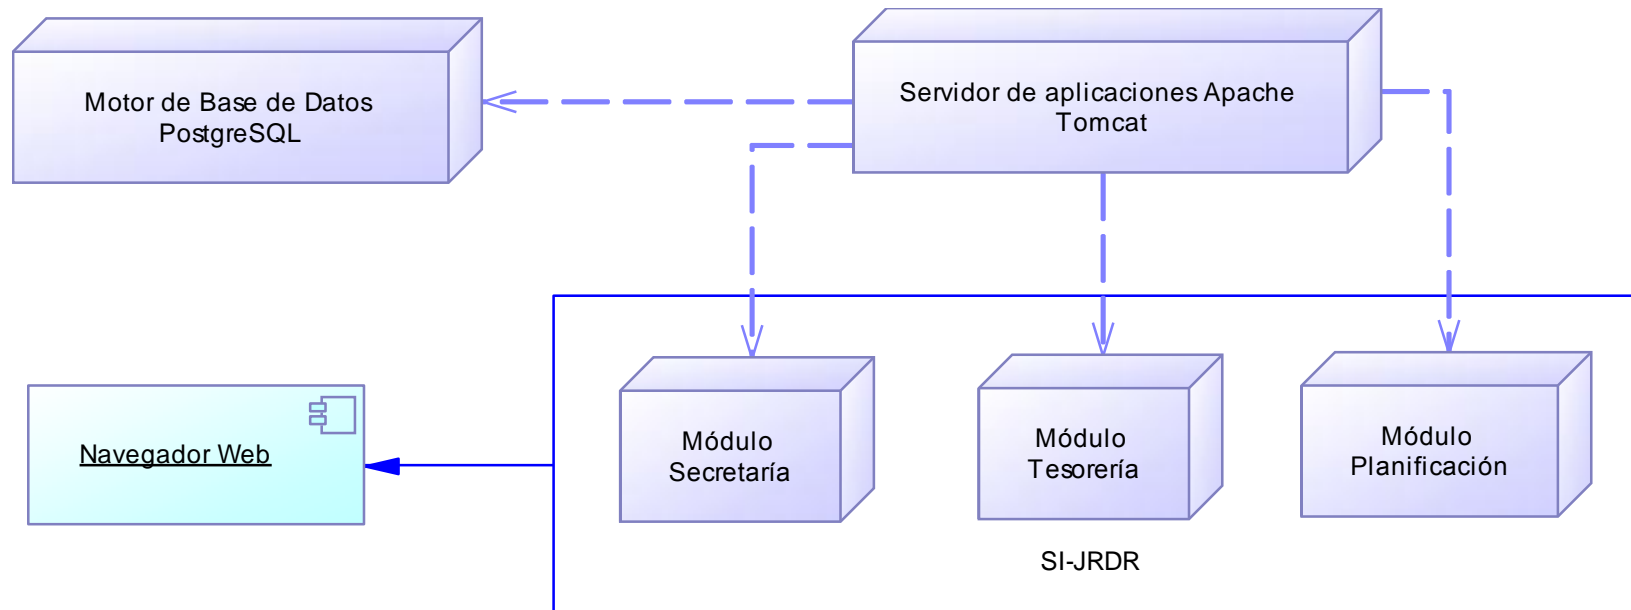 Motor de Base de Datos
PostgreSQL
Servidor de aplicaciones Apache
Tomcat
Navegador Web
Módulo
Secretaría
Módulo
Tesorería
Módulo
Planificación
SI-JRDR